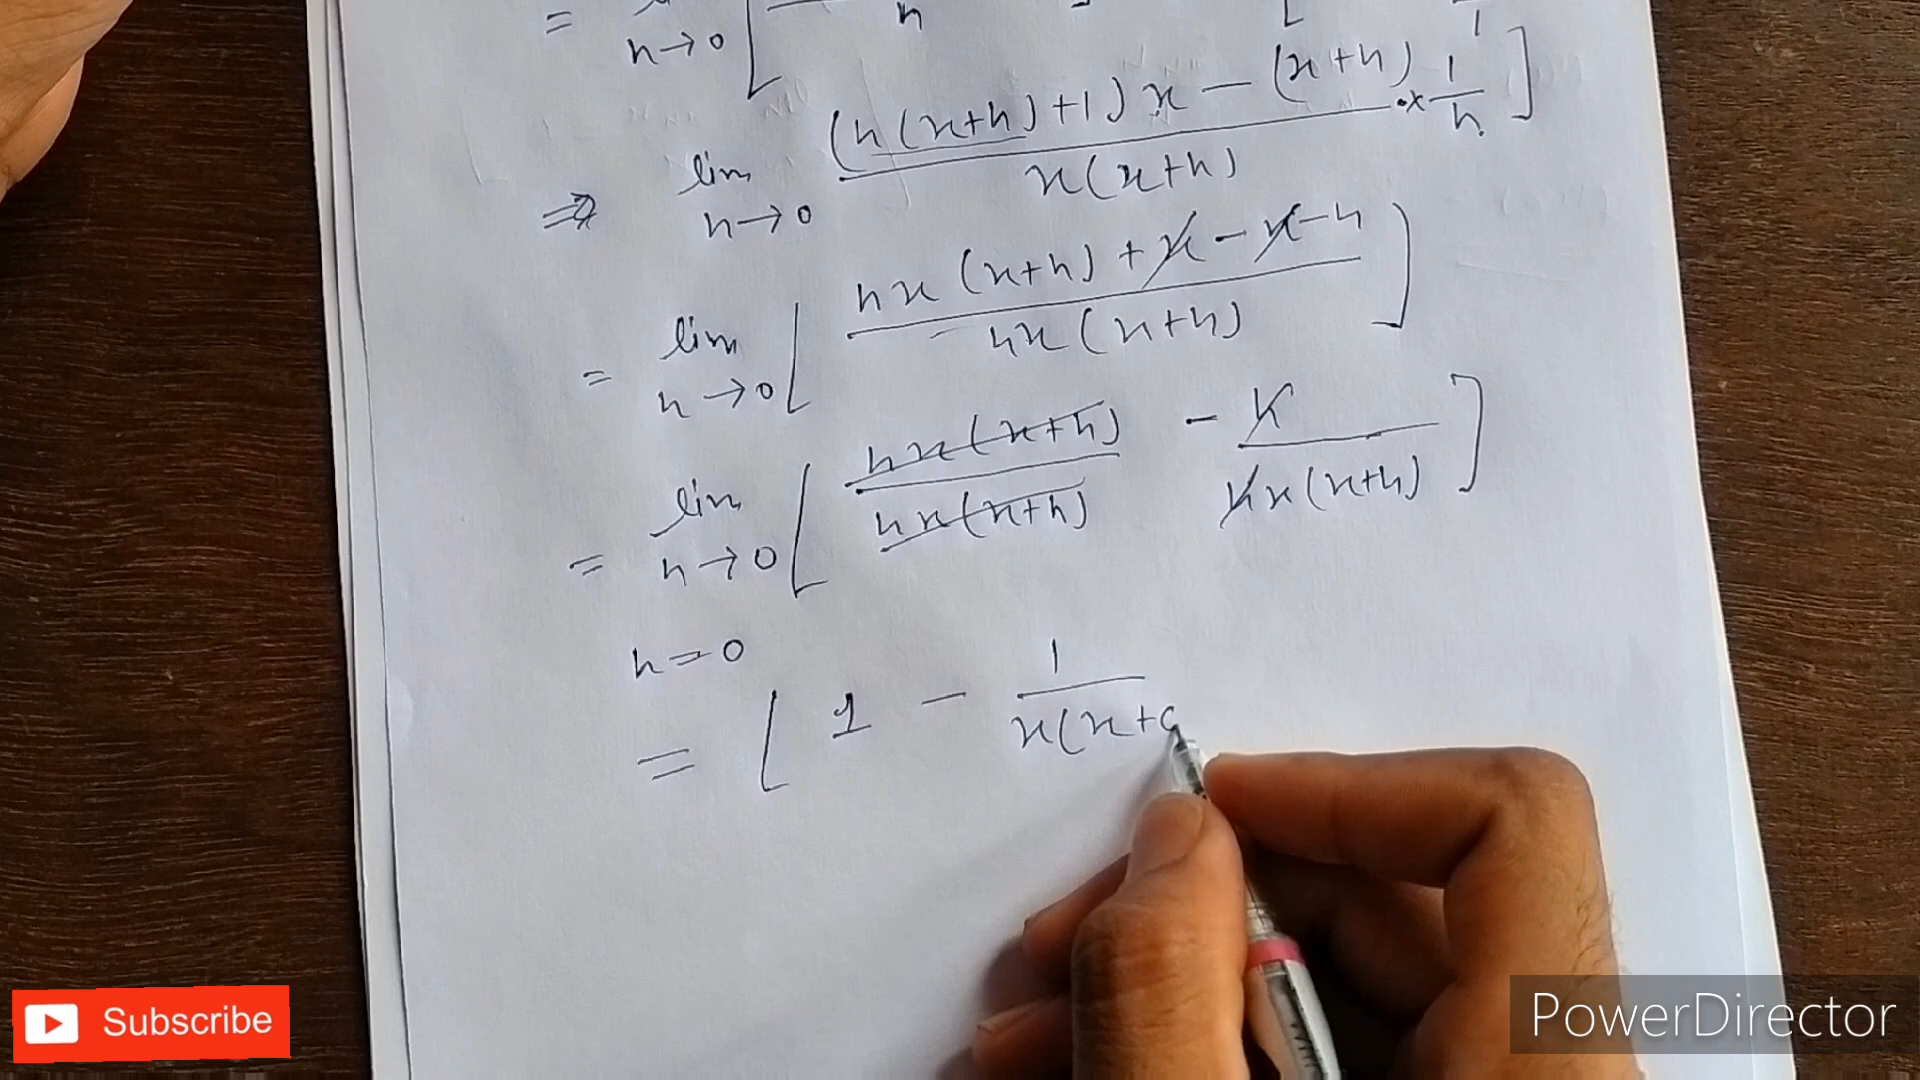 = n→0 [ n [ 1
⇒ lim n→0 (h(x+h)+1)x − (x+h) / x(x+h) × 1/h ]
= lim h→0 [ hx(x+h) + x − x − h / hx(x+h) ]
= lim h→0 [ hx(x+h) / hx(x+h) − h / hx(x+h) ]
h=0
= [ 1 − 1 / x(x+0
Subscribe
PowerDirector